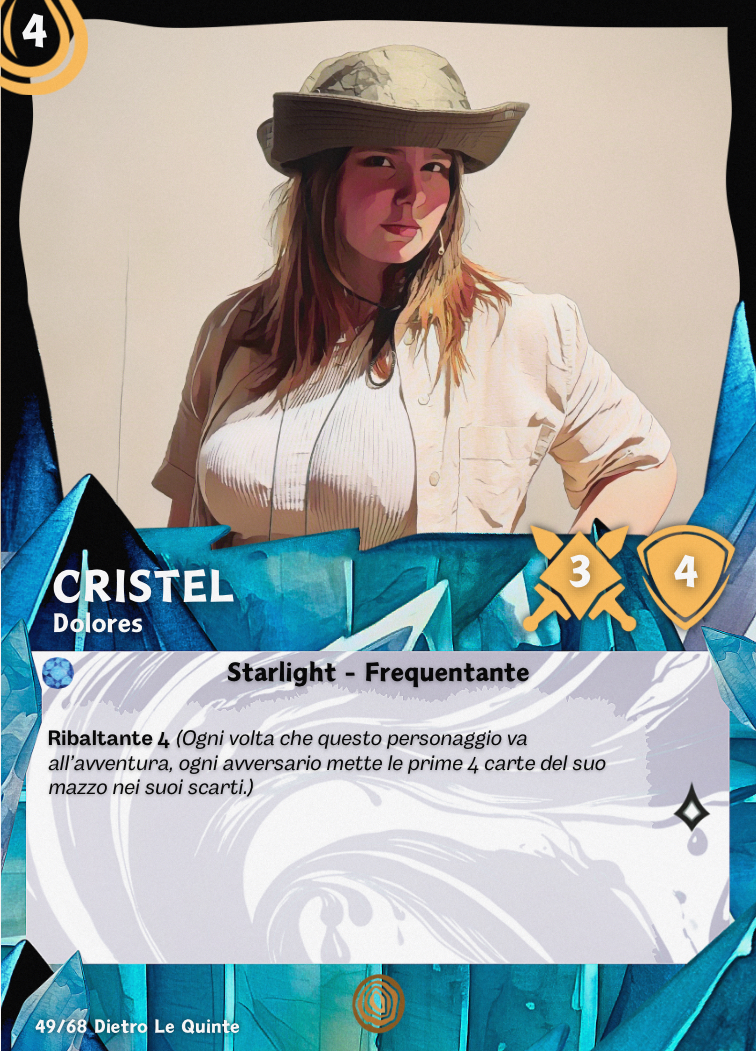 4
CRISTEL
Dolores
3
4
Starlight - Frequentante
Ribaltante 4 (Ogni volta che questo personaggio va
all'avventura, ogni avversario mette le prime 4 carte del suo
mazzo nei suoi scarti.)
49/68 Dietro Le Quinte